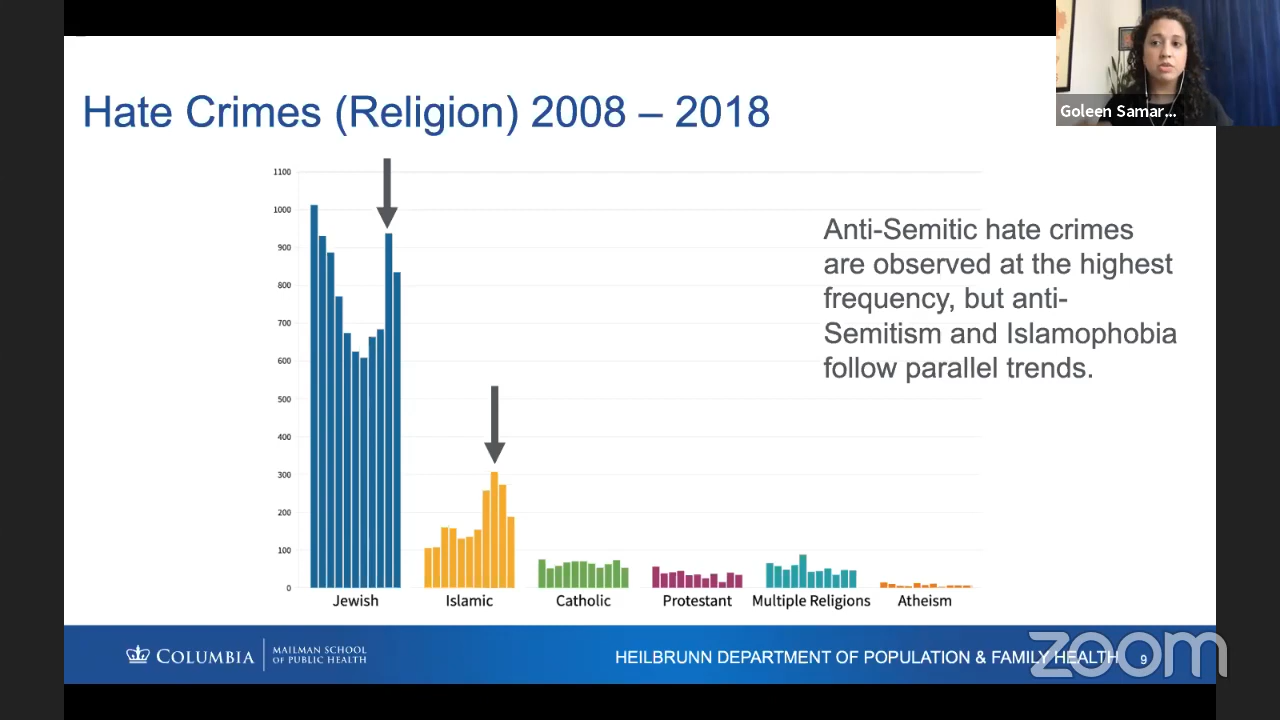 Goleen Samar...
Hate Crimes (Religion) 2008 – 2018
1100
1000
900
800
700
600
500
400
300
200
100
0
Jewish
Islamic
Catholic
Protestant
Multiple Religions
Atheism
Anti-Semitic hate crimes
are observed at the highest
frequency, but anti-
Semitism and Islamophobia
follow parallel trends.
COLUMBIA
MAILMAN SCHOOL
OF PUBLIC HEALTH
HEILBRUNN DEPARTMENT OF POPULATION & FAMILY HEALTH
9
zoom